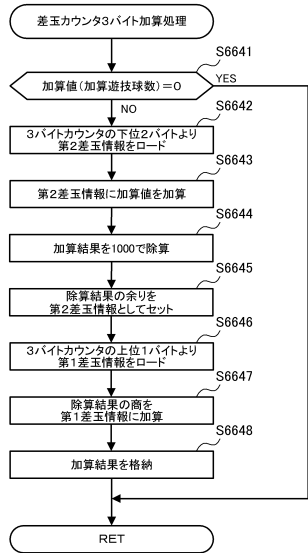 差玉カウンタ3バイト加算処理
S6641
加算値(加算遊技球数)=0
YES
NO
S6642
3バイトカウンタの下位2バイトより
第2差玉情報をロード
S6643
第2差玉情報に加算値を加算
S6644
加算結果を1000で除算
S6645
除算結果の余りを
第2差玉情報としてセット
S6646
3バイトカウンタの上位1バイトより
第1差玉情報をロード
S6647
除算結果の商を
第1差玉情報に加算
S6648
加算結果を格納
RET